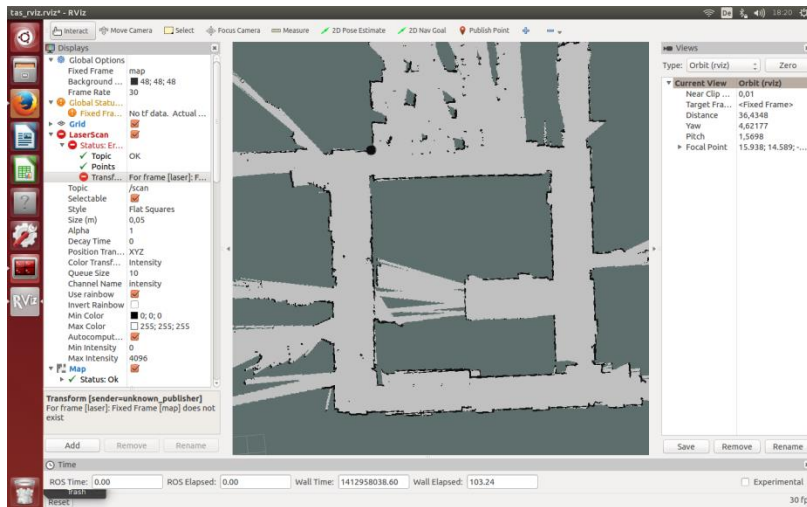 tas_rviz.rviz* - RViz
De
18:20
Interact
Move Camera
Select
Focus Camera
Measure
2D Pose Estimate
2D Nav Goal
Publish Point
Displays
Global Options
Fixed Frame map
Background ... 48; 48; 48
Frame Rate 30
Global Statu...
Fixed Fra... No tf data. Actual ...
Grid
LaserScan
Status: Er...
Topic OK
Points
Transf... For frame [laser]: F...
Topic /scan
Selectable
Style Flat Squares
Size (m) 0,05
Alpha 1
Decay Time 0
Position Tran... XYZ
Color Transf... Intensity
Queue Size 10
Channel Name intensity
Use rainbow
Invert Rainbow
Min Color 0; 0; 0
Max Color 255; 255; 255
Autocomput...
Min Intensity 0
Max Intensity 4096
Map
Status: Ok
Transform [sender=unknown_publisher]
For frame [laser]: Fixed Frame [map] does not
exist
Add Remove Rename
Views
Type: Orbit (rviz) Zero
Current View Orbit (rviz)
Near Clip ... 0,01
Target Fra... <Fixed Frame>
Distance 36,4348
Yaw 4,62177
Pitch 1,5698
Focal Point 15.938; 14.589; -...
Save Remove Rename
Time
ROS Time: 0.00 ROS Elapsed: 0.00 Wall Time: 1412958038.60 Wall Elapsed: 103.24 Experimental
Trash
Reset 30 fp
RViz